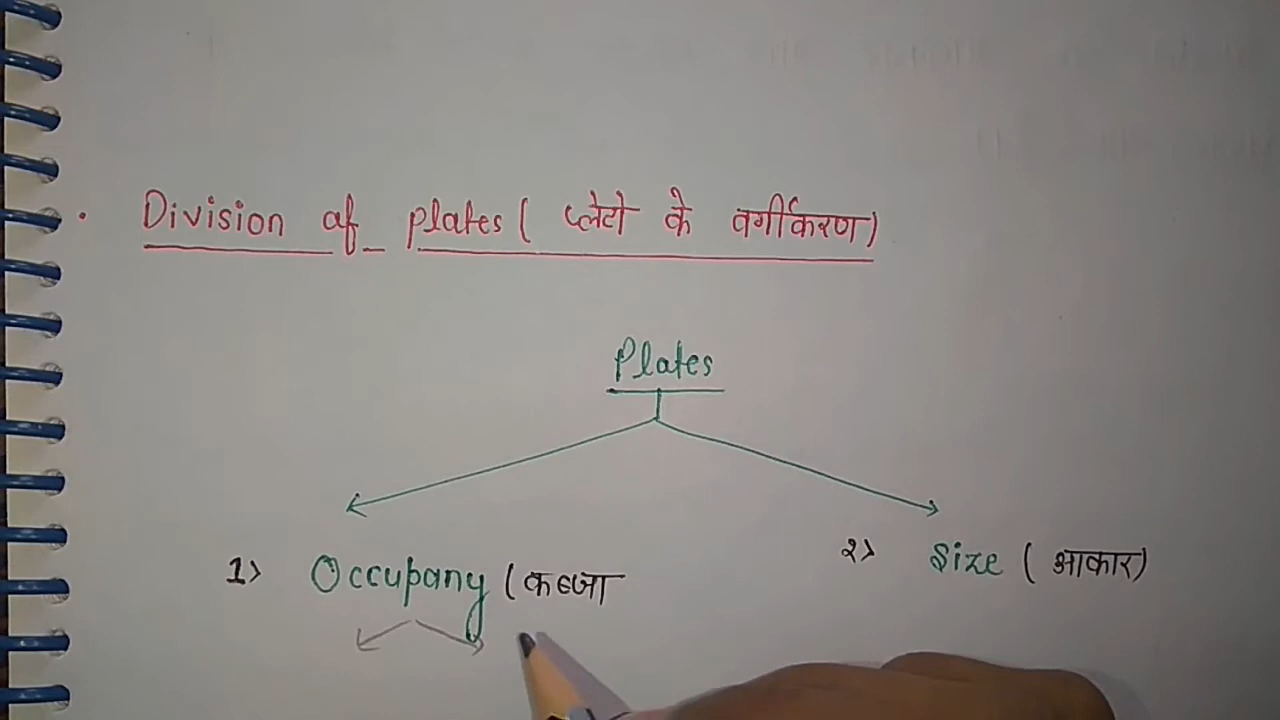 Division of plates ( प्लेटो के वर्गीकरण)
Plates
1) Occupany (कब्जा
2) Size ( आकार)